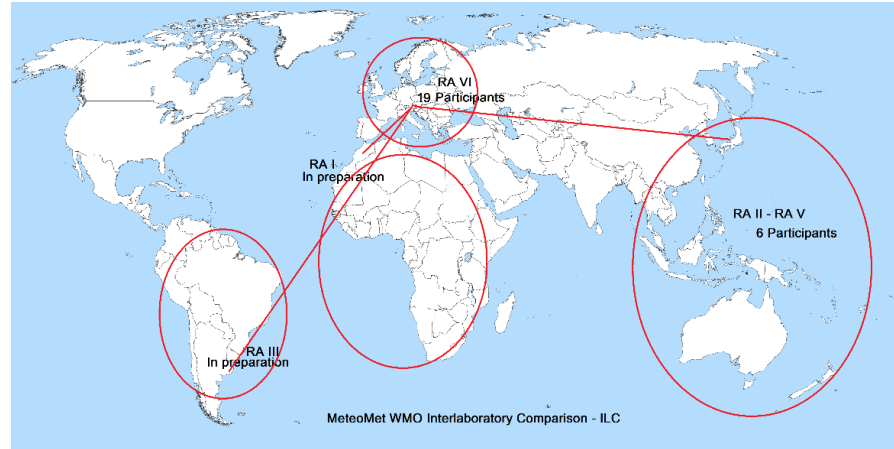 RA VI
19 Participants
RA I
In preparation
RA II - RA V
6 Participants
RA III
In preparation
MeteoMet WMO Interlaboratory Comparison - ILC